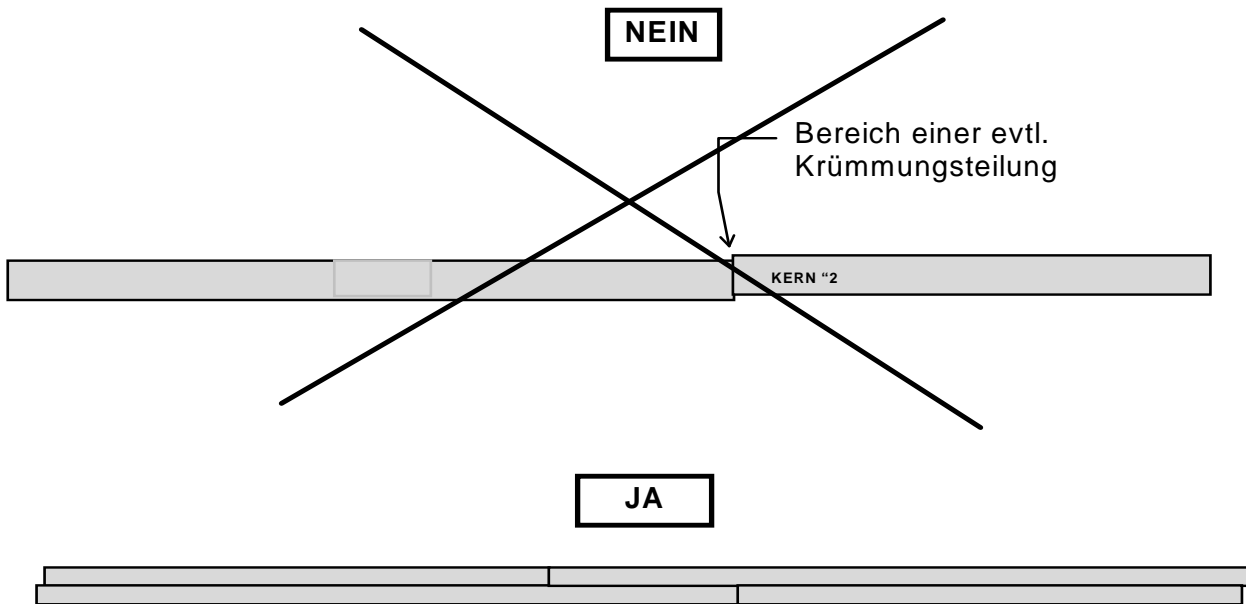 NEIN
Bereich einer evtl.
Krümmungsteilung
KERN “2
JA